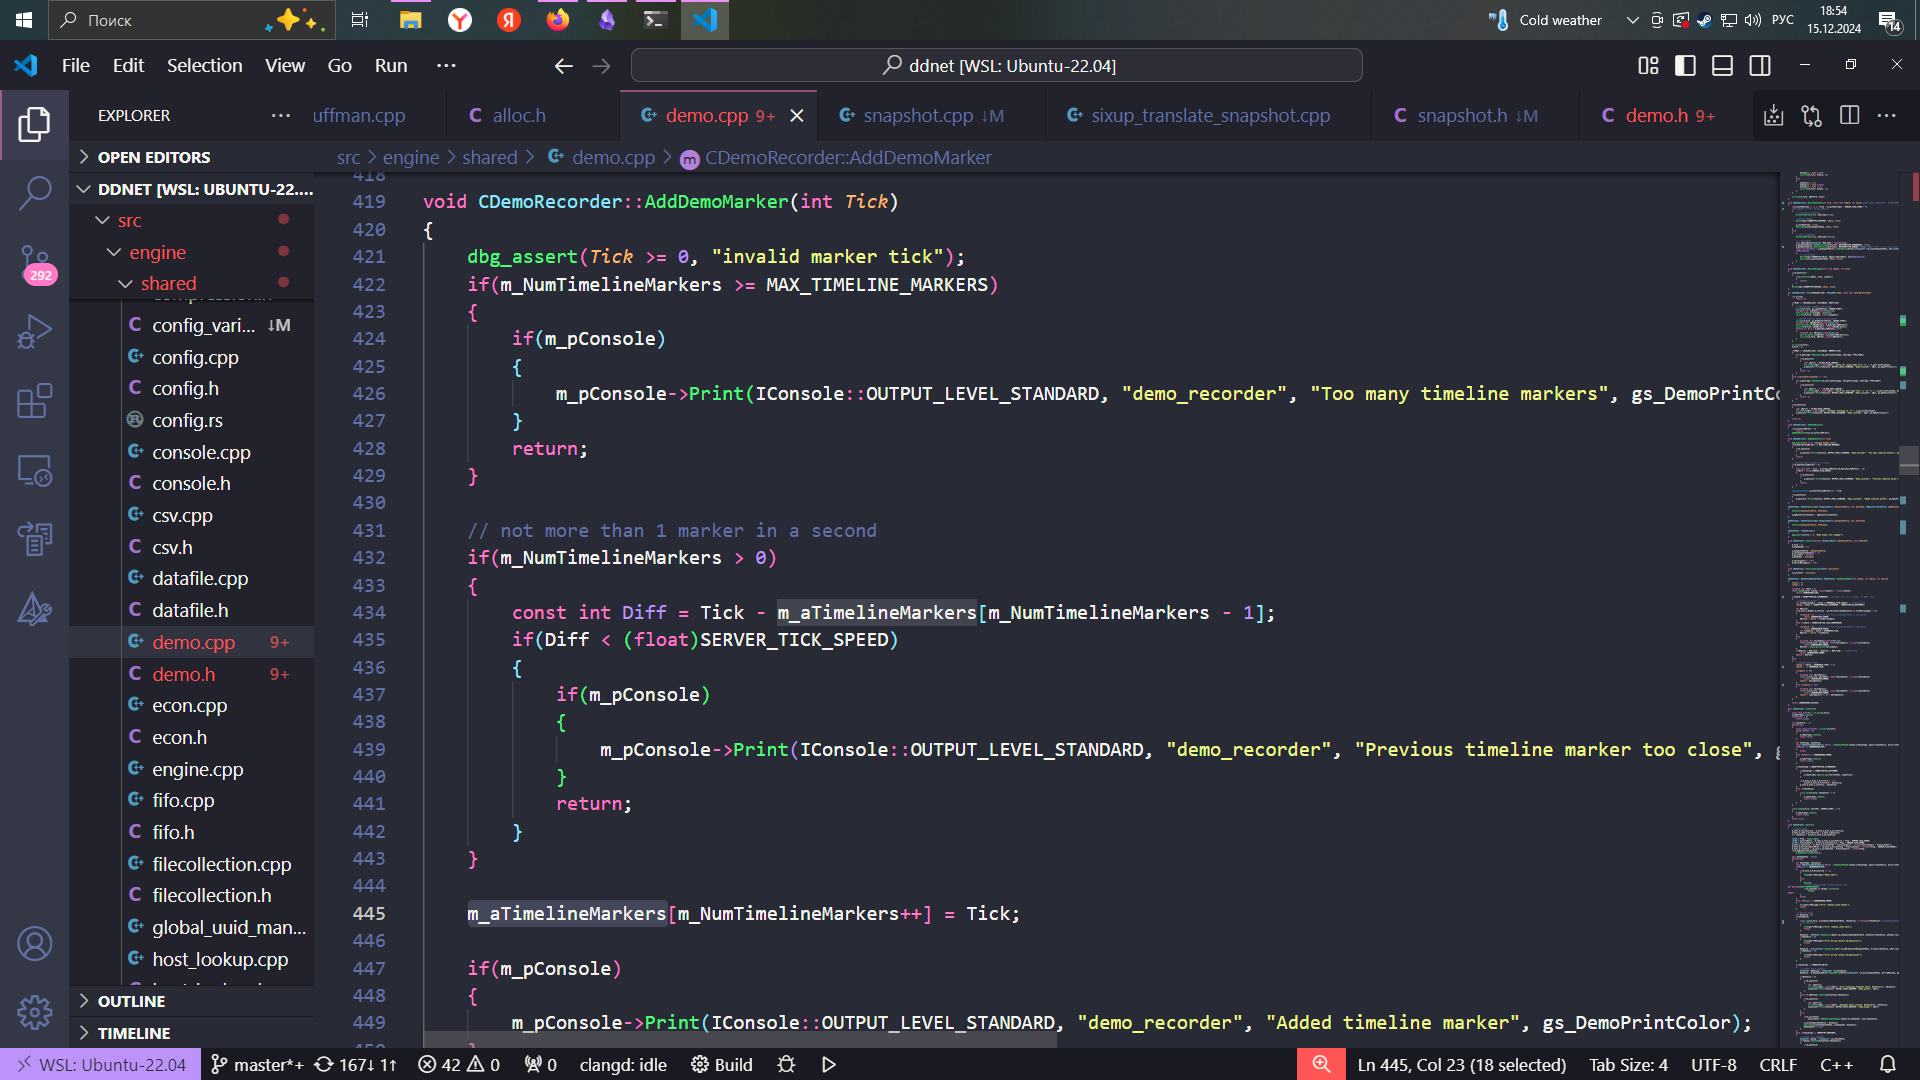 Поиск
Cold weather
РУС
18:54
15.12.2024
14
File Edit Selection View Go Run ···
ddnet [WSL: Ubuntu-22.04]
EXPLORER ···
uffman.cpp
alloc.h
demo.cpp 9+
snapshot.cpp ↓M
sixup_translate_snapshot.cpp
snapshot.h ↓M
demo.h 9+
OPEN EDITORS
src > engine > shared > demo.cpp > CDemoRecorder::AddDemoMarker
DDNET [WSL: UBUNTU-22....
src
engine
shared
292
config_vari... ↓M
config.cpp
config.h
config.rs
console.cpp
console.h
csv.cpp
csv.h
datafile.cpp
datafile.h
demo.cpp 9+
demo.h 9+
econ.cpp
econ.h
engine.cpp
fifo.cpp
fifo.h
filecollection.cpp
filecollection.h
global_uuid_man...
host_lookup.cpp
OUTLINE
TIMELINE
418
419 void CDemoRecorder::AddDemoMarker(int Tick)
420 {
421 dbg_assert(Tick >= 0, "invalid marker tick");
422 if(m_NumTimelineMarkers >= MAX_TIMELINE_MARKERS)
423 {
424 if(m_pConsole)
425 {
426 m_pConsole->Print(IConsole::OUTPUT_LEVEL_STANDARD, "demo_recorder", "Too many timeline markers", gs_DemoPrintCo
427 }
428 return;
429 }
430
431 // not more than 1 marker in a second
432 if(m_NumTimelineMarkers > 0)
433 {
434 const int Diff = Tick - m_aTimelineMarkers[m_NumTimelineMarkers - 1];
435 if(Diff < (float)SERVER_TICK_SPEED)
436 {
437 if(m_pConsole)
438 {
439 m_pConsole->Print(IConsole::OUTPUT_LEVEL_STANDARD, "demo_recorder", "Previous timeline marker too close", g
440 }
441 return;
442 }
443 }
444
445 m_aTimelineMarkers[m_NumTimelineMarkers++] = Tick;
446
447 if(m_pConsole)
448 {
449 m_pConsole->Print(IConsole::OUTPUT_LEVEL_STANDARD, "demo_recorder", "Added timeline marker", gs_DemoPrintColor);
WSL: Ubuntu-22.04 master*+ 167↓ 1↑ 42 0 0 clangd: idle Build Ln 445, Col 23 (18 selected) Tab Size: 4 UTF-8 CRLF C++